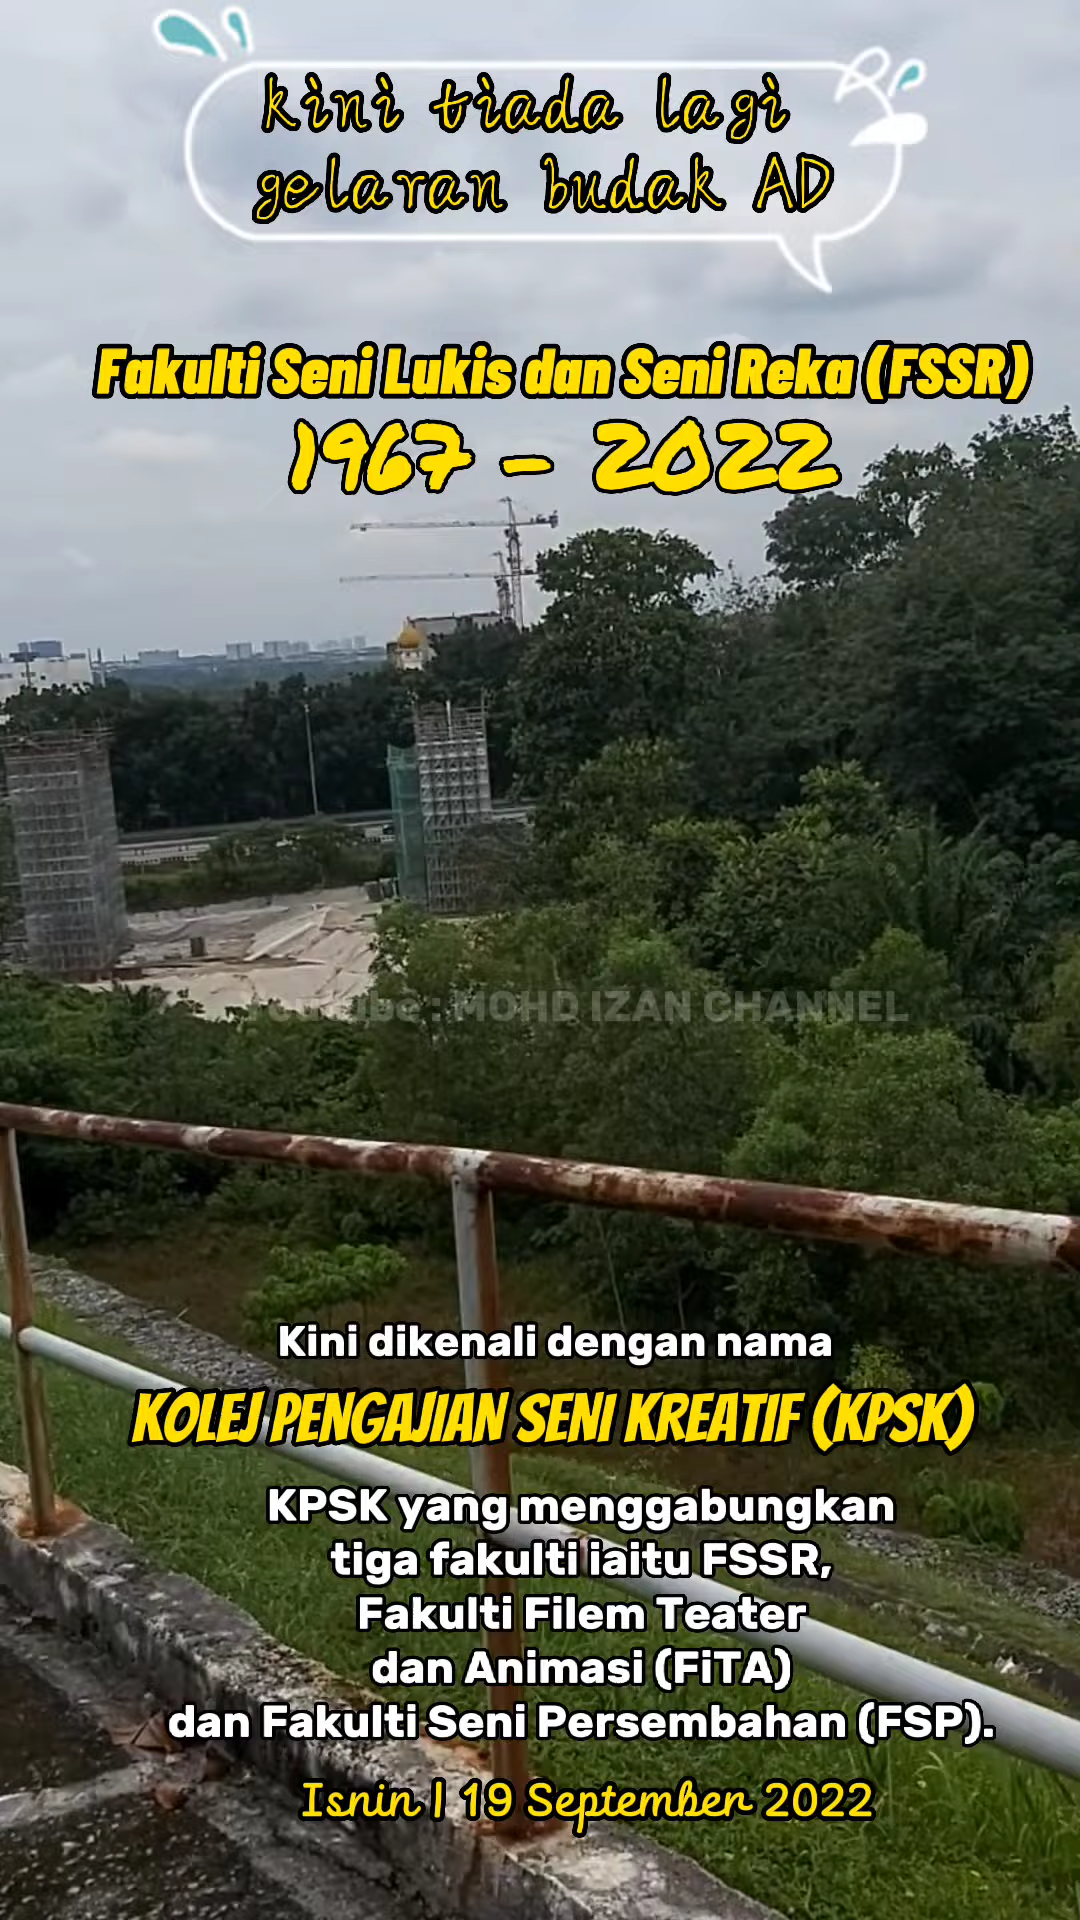 kini tiada lagi
gelaran budak AD
Fakulti Seni Lukis dan Seni Reka (FSSR)
1967 - 2022
Youtube : MOHD IZAN CHANNEL
Kini dikenali dengan nama
KOLEJ PENGAJIAN SENI KREATIF (KPSK)
KPSK yang menggabungkan
tiga fakulti iaitu FSSR,
Fakulti Filem Teater
dan Animasi (FiTA)
dan Fakulti Seni Persembahan (FSP).
Isnin | 19 September 2022